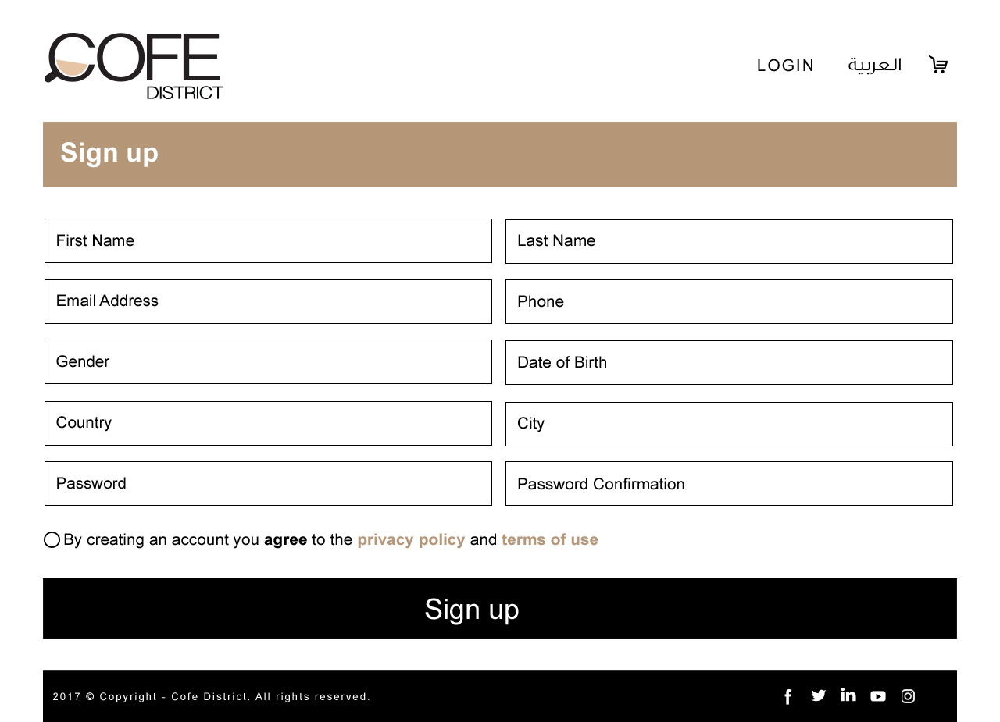 COFE
DISTRICT
LOGIN
العربية
Sign up
First Name
Last Name
Email Address
Phone
Gender
Date of Birth
Country
City
Password
Password Confirmation
By creating an account you agree to the privacy policy and terms of use
Sign up
2017 © Copyright - Cofe District. All rights reserved.